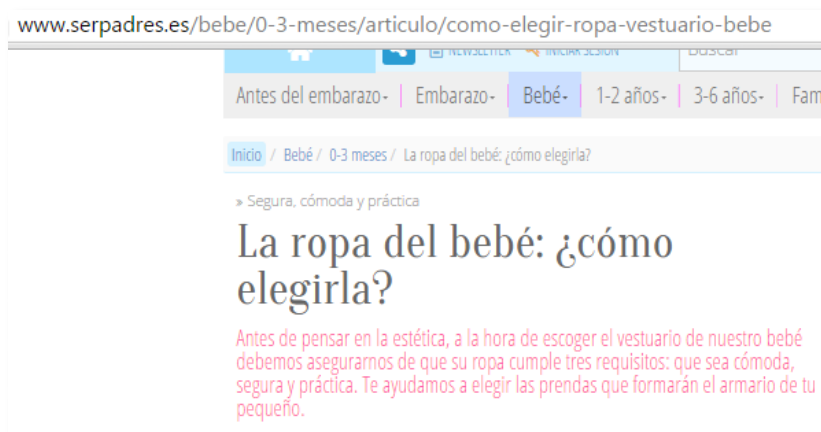 www.serpadres.es/bebe/0-3-meses/articulo/como-elegir-ropa-vestuario-bebe
NEWSLETTER INICIAR SESIÓN Buscar
Antes del embarazo Embarazo Bebé 1-2 años 3-6 años Fam
Inicio / Bebé / 0-3 meses / La ropa del bebé: ¿cómo elegirla?
» Segura, cómoda y práctica
La ropa del bebé: ¿cómo
elegirla?
Antes de pensar en la estética, a la hora de escoger el vestuario de nuestro bebé
debemos asegurarnos de que su ropa cumple tres requisitos: que sea cómoda,
segura y práctica. Te ayudamos a elegir las prendas que formarán el armario de tu
pequeño.